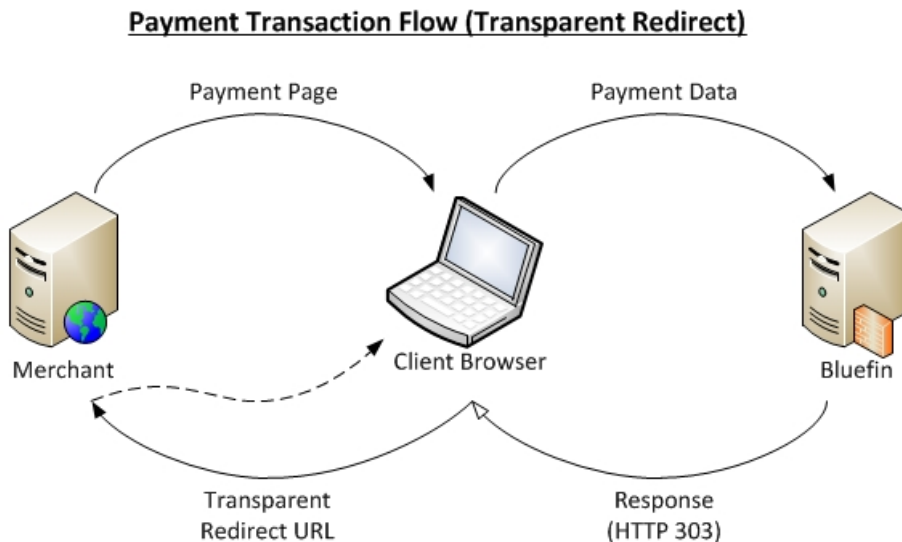 Payment Transaction Flow (Transparent Redirect)
Payment Page
Payment Data
Merchant
Client Browser
Bluefin
Transparent
Redirect URL
Response
(HTTP 303)